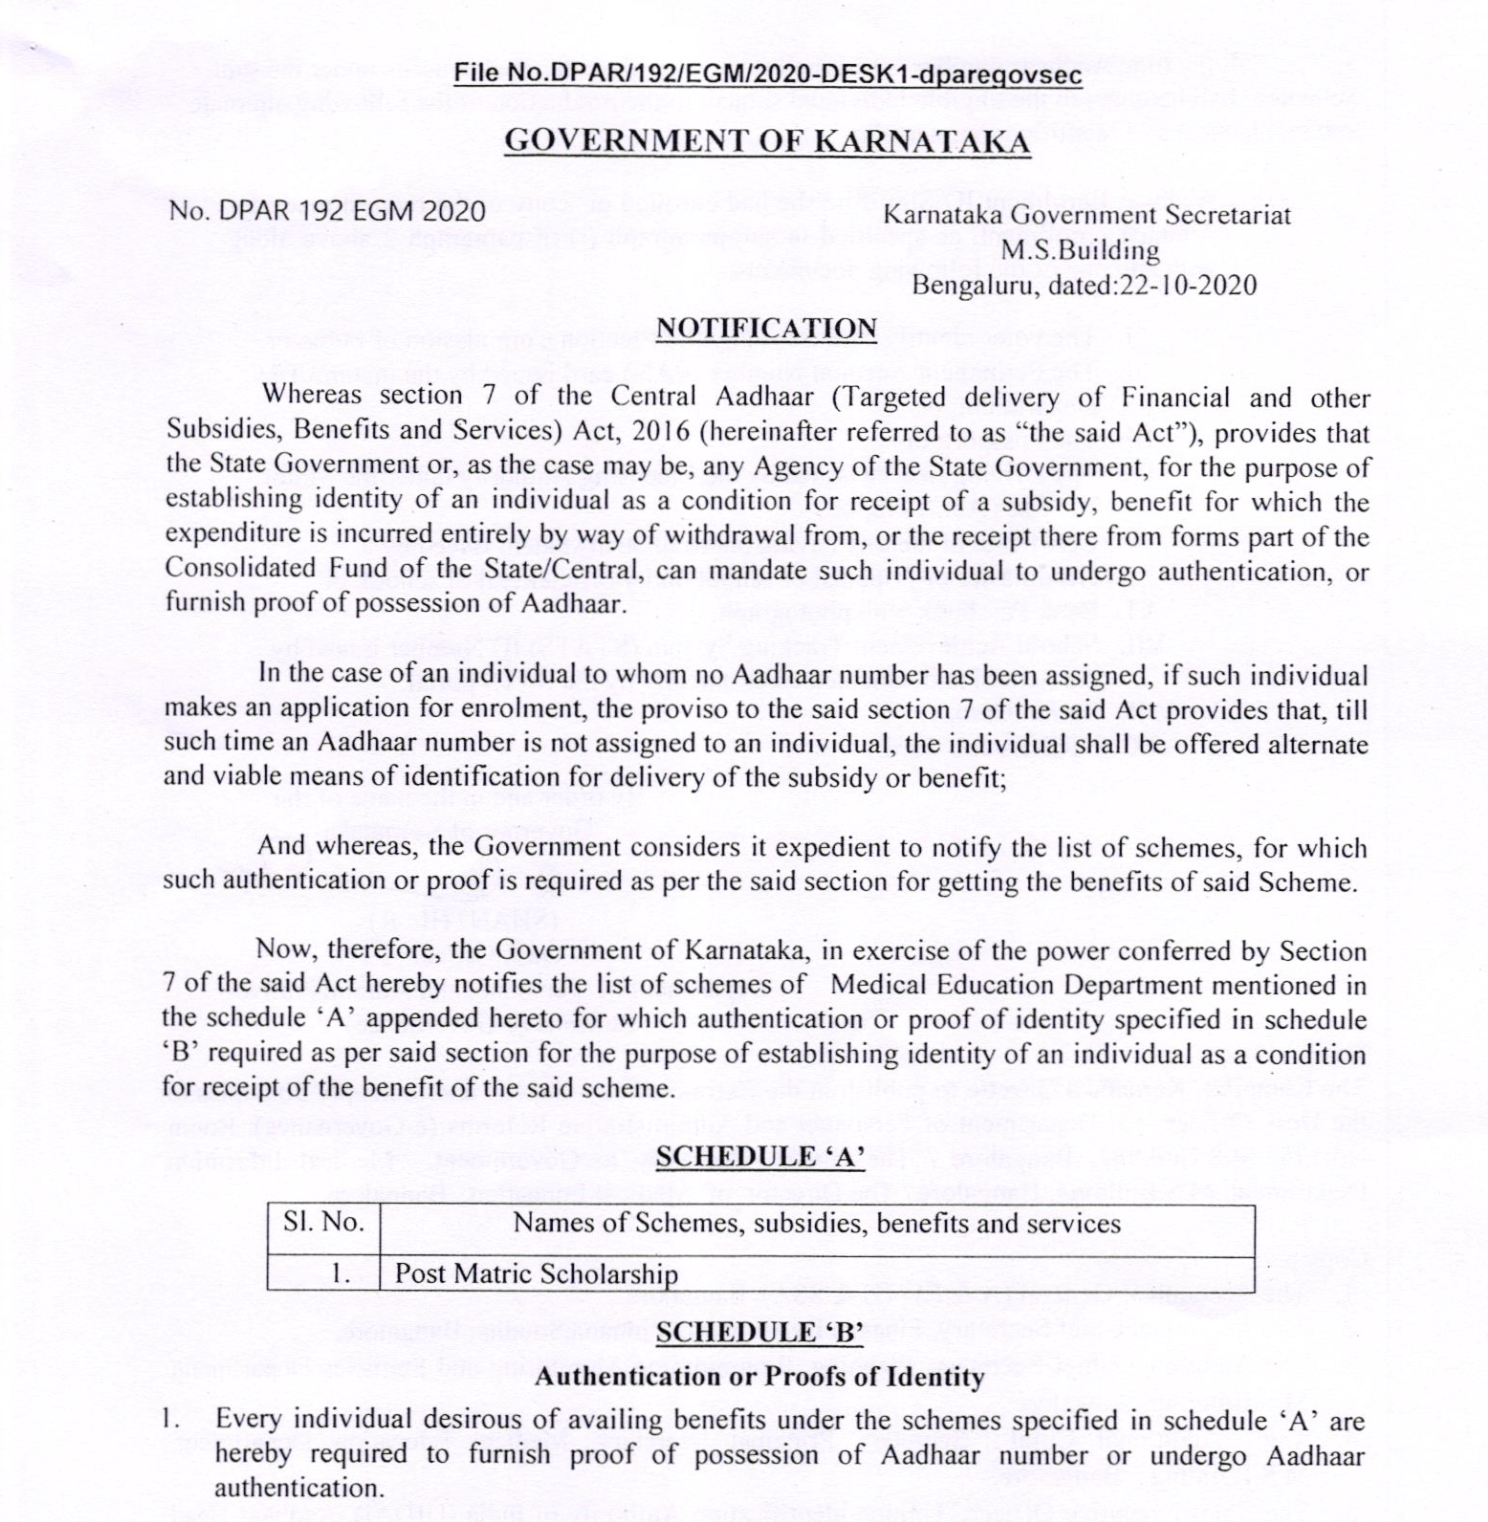 File No.DPAR/192/EGM/2020-DESK1-dpareqovsec
GOVERNMENT OF KARNATAKA
No. DPAR 192 EGM 2020
Karnataka Government Secretariat
M.S.Building
Bengaluru, dated:22-10-2020
NOTIFICATION
Whereas section 7 of the Central Aadhaar (Targeted delivery of Financial and other
Subsidies, Benefits and Services) Act, 2016 (hereinafter referred to as “the said Act”), provides that
the State Government or, as the case may be, any Agency of the State Government, for the purpose of
establishing identity of an individual as a condition for receipt of a subsidy, benefit for which the
expenditure is incurred entirely by way of withdrawal from, or the receipt there from forms part of the
Consolidated Fund of the State/Central, can mandate such individual to undergo authentication, or
furnish proof of possession of Aadhaar.
In the case of an individual to whom no Aadhaar number has been assigned, if such individual
makes an application for enrolment, the proviso to the said section 7 of the said Act provides that, till
such time an Aadhaar number is not assigned to an individual, the individual shall be offered alternate
and viable means of identification for delivery of the subsidy or benefit;
And whereas, the Government considers it expedient to notify the list of schemes, for which
such authentication or proof is required as per the said section for getting the benefits of said Scheme.
Now, therefore, the Government of Karnataka, in exercise of the power conferred by Section
7 of the said Act hereby notifies the list of schemes of Medical Education Department mentioned in
the schedule ‘A’ appended hereto for which authentication or proof of identity specified in schedule
‘B’ required as per said section for the purpose of establishing identity of an individual as a condition
for receipt of the benefit of the said scheme.
SCHEDULE ‘A’
Sl. No. Names of Schemes, subsidies, benefits and services
1. Post Matric Scholarship
SCHEDULE ‘B’
Authentication or Proofs of Identity
1. Every individual desirous of availing benefits under the schemes specified in schedule ‘A’ are
hereby required to furnish proof of possession of Aadhaar number or undergo Aadhaar
authentication.